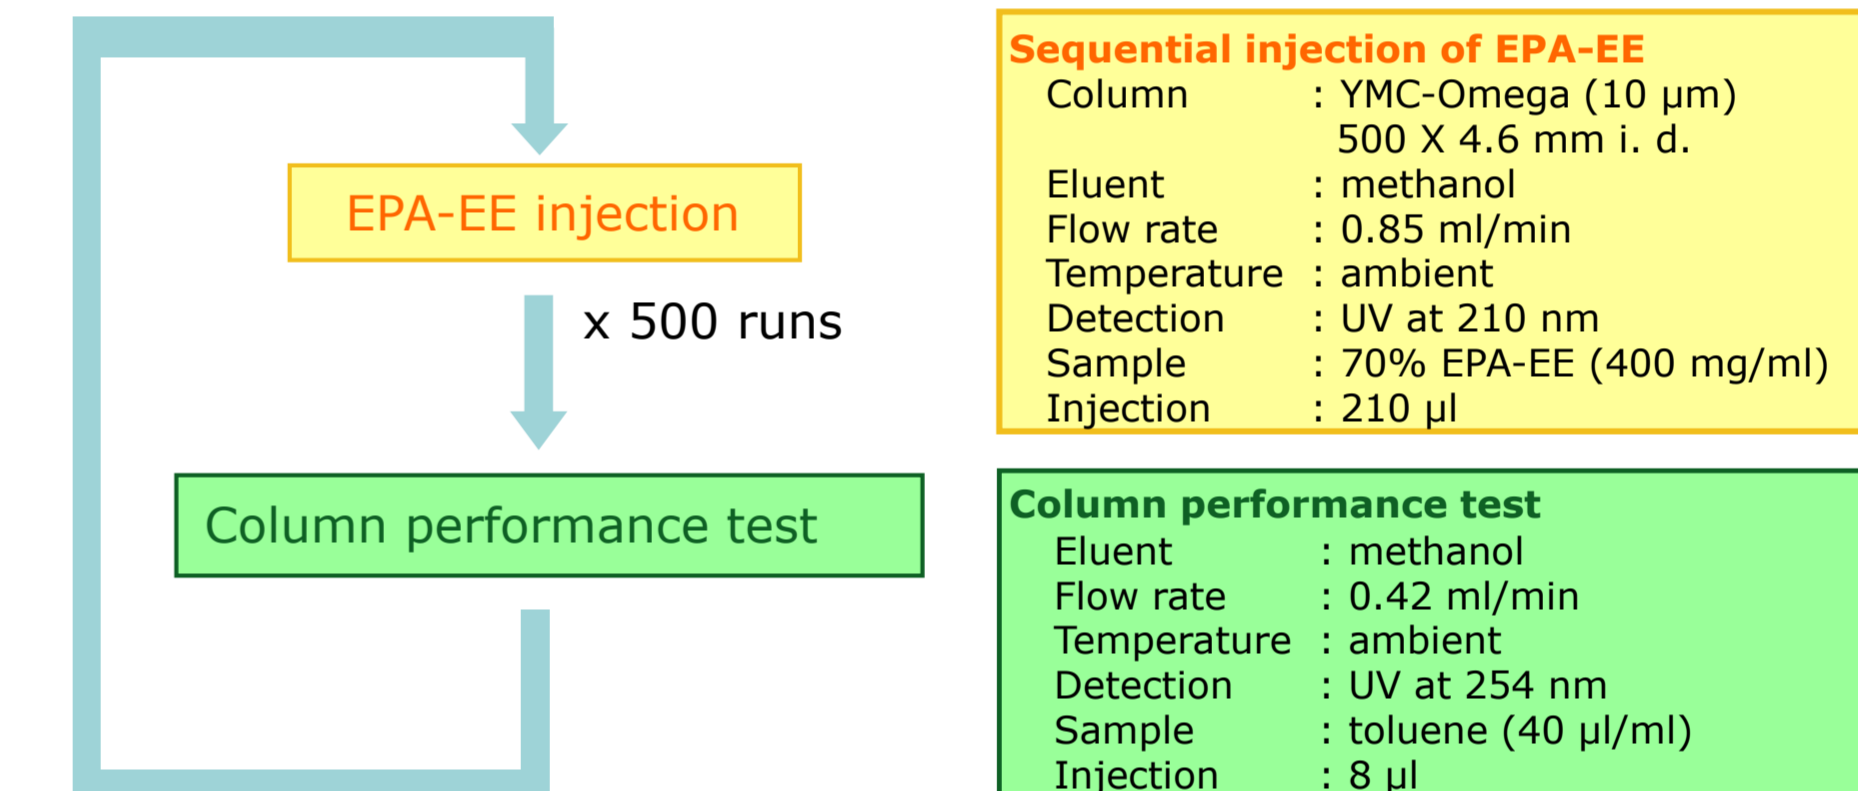 EPA-EE injection
x 500 runs
Column performance test
Sequential injection of EPA-EE
Column : YMC-Omega (10 µm)
500 X 4.6 mm i. d.
Eluent : methanol
Flow rate : 0.85 ml/min
Temperature : ambient
Detection : UV at 210 nm
Sample : 70% EPA-EE (400 mg/ml)
Injection : 210 µl
Column performance test
Eluent : methanol
Flow rate : 0.42 ml/min
Temperature : ambient
Detection : UV at 254 nm
Sample : toluene (40 µl/ml)
Injection : 8 µl